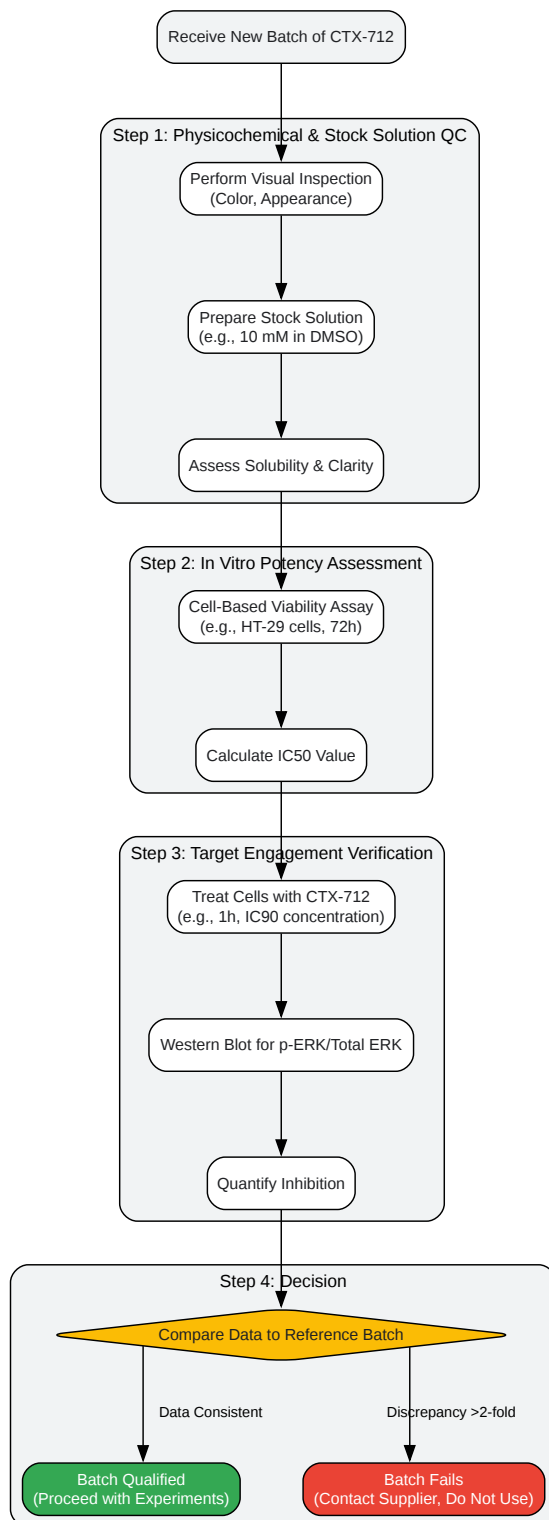 Receive New Batch of CTX-712
Step 1: Physicochemical & Stock Solution QC
Perform Visual Inspection
(Color, Appearance)
Prepare Stock Solution
(e.g., 10 mM in DMSO)
Assess Solubility & Clarity
Step 2: In Vitro Potency Assessment
Cell-Based Viability Assay
(e.g., HT-29 cells, 72h)
Calculate IC50 Value
Step 3: Target Engagement Verification
Treat Cells with CTX-712
(e.g., 1h, IC90 concentration)
Western Blot for p-ERK/Total ERK
Quantify Inhibition
Step 4: Decision
Compare Data to Reference Batch
Data Consistent
Discrepancy >2-fold
Batch Qualified
(Proceed with Experiments)
Batch Fails
(Contact Supplier, Do Not Use)